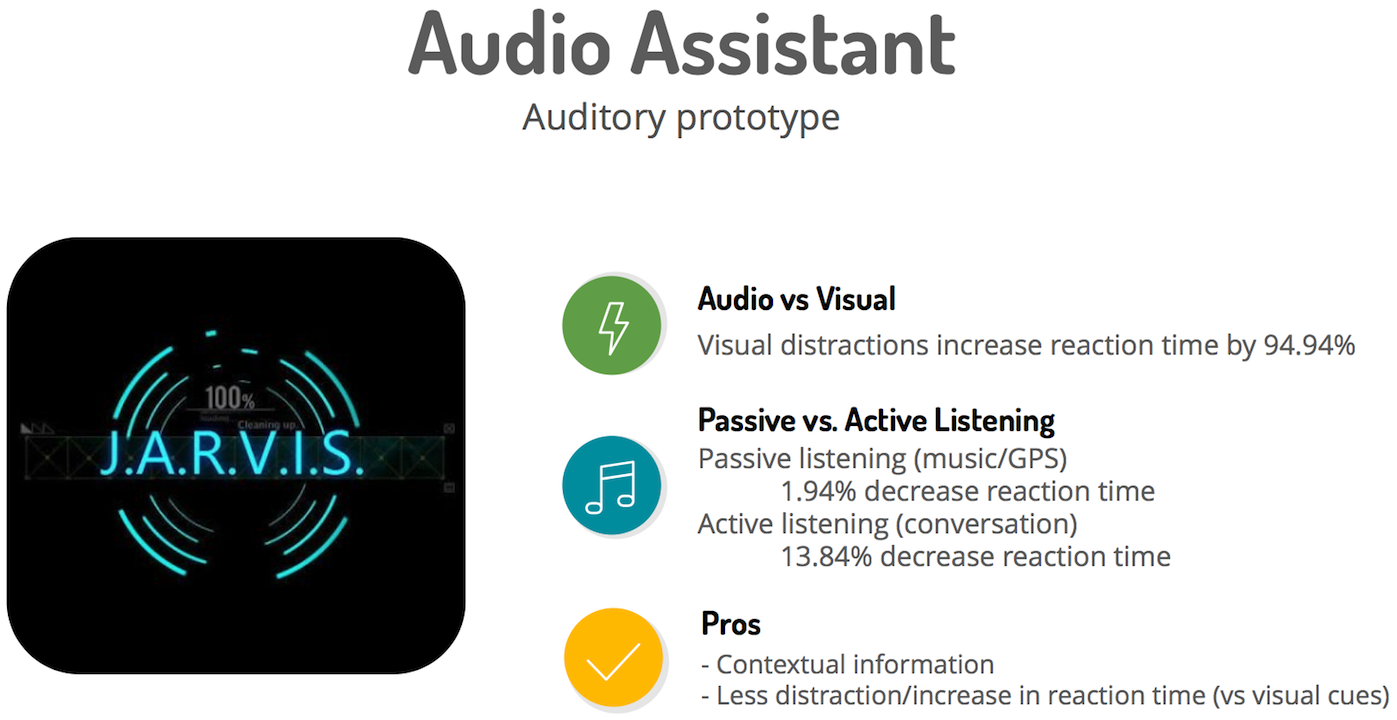 Audio Assistant
Auditory prototype
100%
Cleaning up.
J.A.R.V.I.S.
Audio vs Visual
Visual distractions increase reaction time by 94.94%
Passive vs. Active Listening
Passive listening (music/GPS)
1.94% decrease reaction time
Active listening (conversation)
13.84% decrease reaction time
Pros
- Contextual information
- Less distraction/increase in reaction time (vs visual cues)